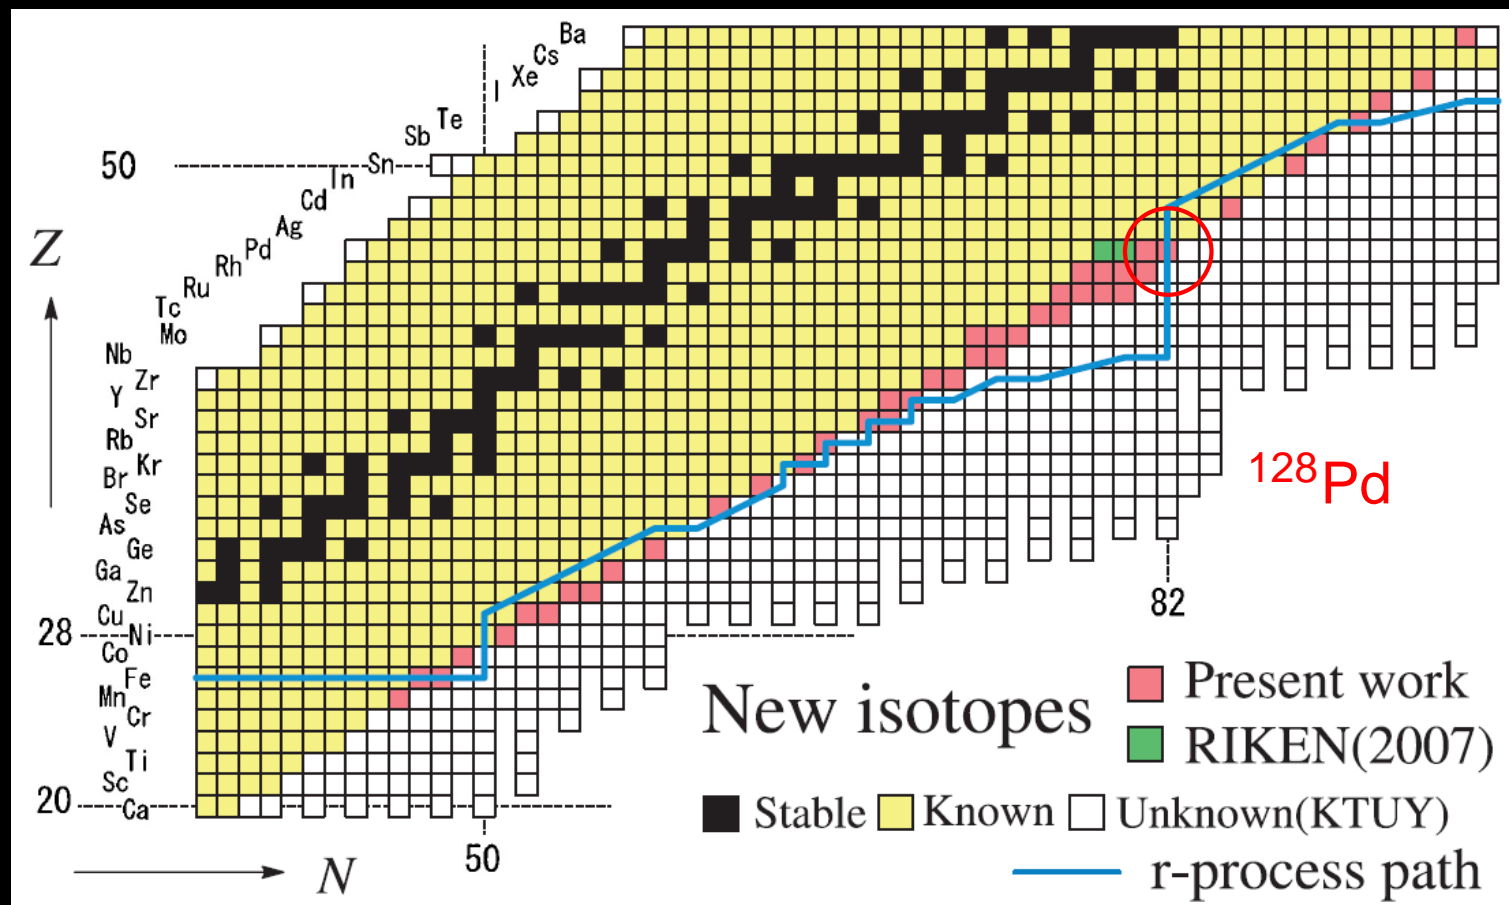 Ba
Cs
Xe
I
Te
Sb
50
Sn
In
Cd
Ag
Pd
Rh
Ru
Tc
Mo
Nb
Zr
Y
Sr
Rb
Kr
Br
Se
As
Ge
Ga
Zn
Cu
28
Ni
Co
Fe
Mn
Cr
V
Ti
Sc
20
Ca
Z
N
50
82
128Pd
New isotopes
Present work
RIKEN(2007)
Stable
Known
Unknown(KTUY)
r-process path